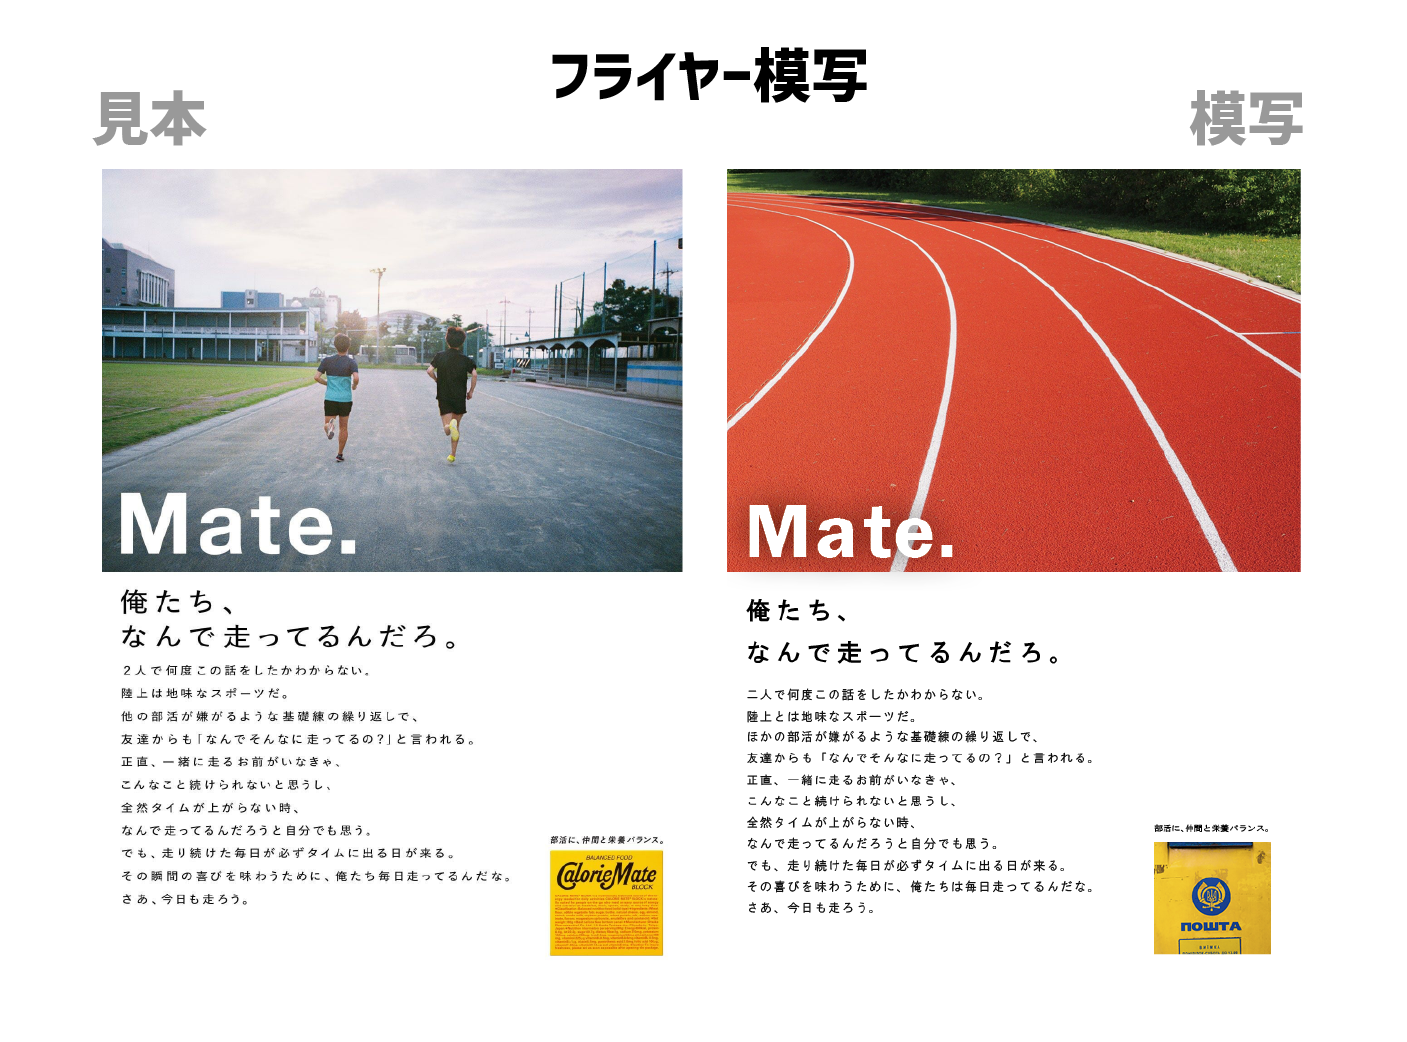 フライヤー模写
見本
模写
Mate.
俺たち、
なんで走ってるんだろ。
２人で何度この話をしたかわからない。
陸上は地味なスポーツだ。
他の部活が嫌がるような基礎練の繰り返しで、
友達からも「なんでそんなに走ってるの？」と言われる。
正直、一緒に走るお前がいなきゃ、
こんなこと続けられないと思うし、
全然タイムが上がらない時、
なんで走ってるんだろうと自分でも思う。
でも、走り続けた毎日が必ずタイムに出る日が来る。
その瞬間の喜びを味わうために、俺たち毎日走ってるんだな。
さあ、今日も走ろう。
部活に、仲間と栄養バランス。
BALANCED FOOD
CalorieMate
BLOCK
Mate.
俺たち、
なんで走ってるんだろ。
二人で何度この話をしたかわからない。
陸上とは地味なスポーツだ。
ほかの部活が嫌がるような基礎練の繰り返しで、
友達からも「なんでそんなに走ってるの？」と言われる。
正直、一緒に走るお前がいなきゃ、
こんなこと続けられないと思うし、
全然タイムが上がらない時、
なんで走ってるんだろうと自分でも思う。
でも、走り続けた毎日が必ずタイムに出る日が来る。
その喜びを味わうために、俺たちは毎日走ってるんだな。
さあ、今日も走ろう。
部活に、仲間と栄養バランス。
ПОШТА